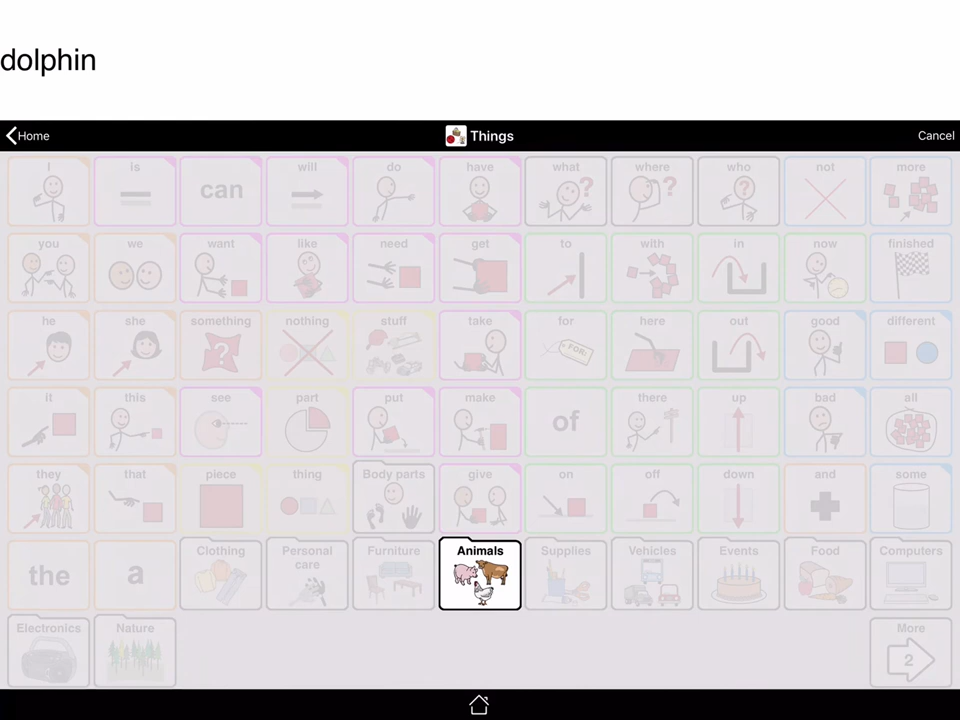 dolphin
Home Things Cancel
I is can will do have what where who not more
you we want like need get to with in now finished
he she something nothing stuff take for here out good different
FOR:
it this see part put make of there up bad all
they that piece thing Body parts give on off down and some
the a Clothing Personal care Furniture Animals Supplies Vehicles Events Food Computers
Electronics Nature More
2